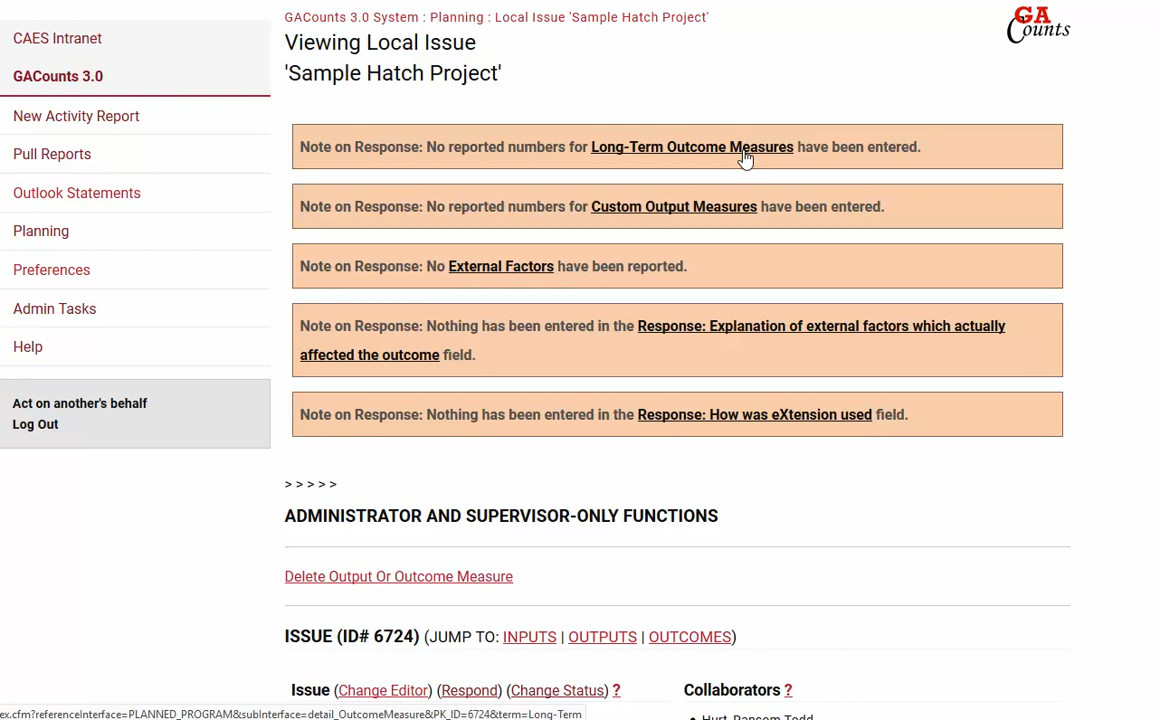 GACounts 3.0 System : Planning : Local Issue 'Sample Hatch Project'
GA
Counts
CAES Intranet
GACounts 3.0
New Activity Report
Pull Reports
Outlook Statements
Planning
Preferences
Admin Tasks
Help
Act on another's behalf
Log Out
Viewing Local Issue
'Sample Hatch Project'
Note on Response: No reported numbers for Long-Term Outcome Measures have been entered.
Note on Response: No reported numbers for Custom Output Measures have been entered.
Note on Response: No External Factors have been reported.
Note on Response: Nothing has been entered in the Response: Explanation of external factors which actually
affected the outcome field.
Note on Response: Nothing has been entered in the Response: How was eXtension used field.
> > > > >
ADMINISTRATOR AND SUPERVISOR-ONLY FUNCTIONS
Delete Output Or Outcome Measure
ISSUE (ID# 6724) (JUMP TO: INPUTS | OUTPUTS | OUTCOMES)
Issue (Change Editor) (Respond) (Change Status) ?
Collaborators ?
Hurt, Ransom Todd
ex.cfm?referenceInterface=PLANNED_PROGRAM&subInterface=detail_OutcomeMeasure&PK_ID=6724&term=Long-Term